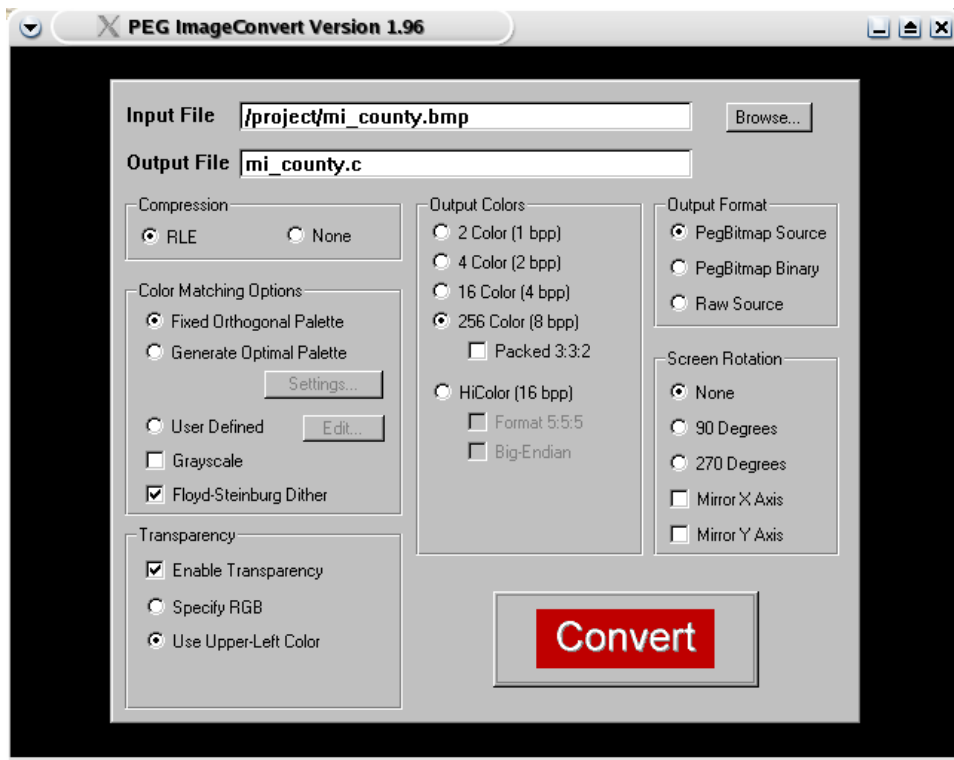 PEG ImageConvert Version 1.96
Input File /project/mi_county.bmp Browse...
Output File mi_county.c
Compression
RLE None
Color Matching Options
Fixed Orthogonal Palette
Generate Optimal Palette
Settings...
User Defined Edit...
Grayscale
Floyd-Steinburg Dither
Transparency
Enable Transparency
Specify RGB
Use Upper-Left Color
Output Colors
2 Color (1 bpp)
4 Color (2 bpp)
16 Color (4 bpp)
256 Color (8 bpp)
Packed 3:3:2
HiColor (16 bpp)
Format 5:5:5
Big-Endian
Output Format
PegBitmap Source
PegBitmap Binary
Raw Source
Screen Rotation
None
90 Degrees
270 Degrees
Mirror X Axis
Mirror Y Axis
Convert